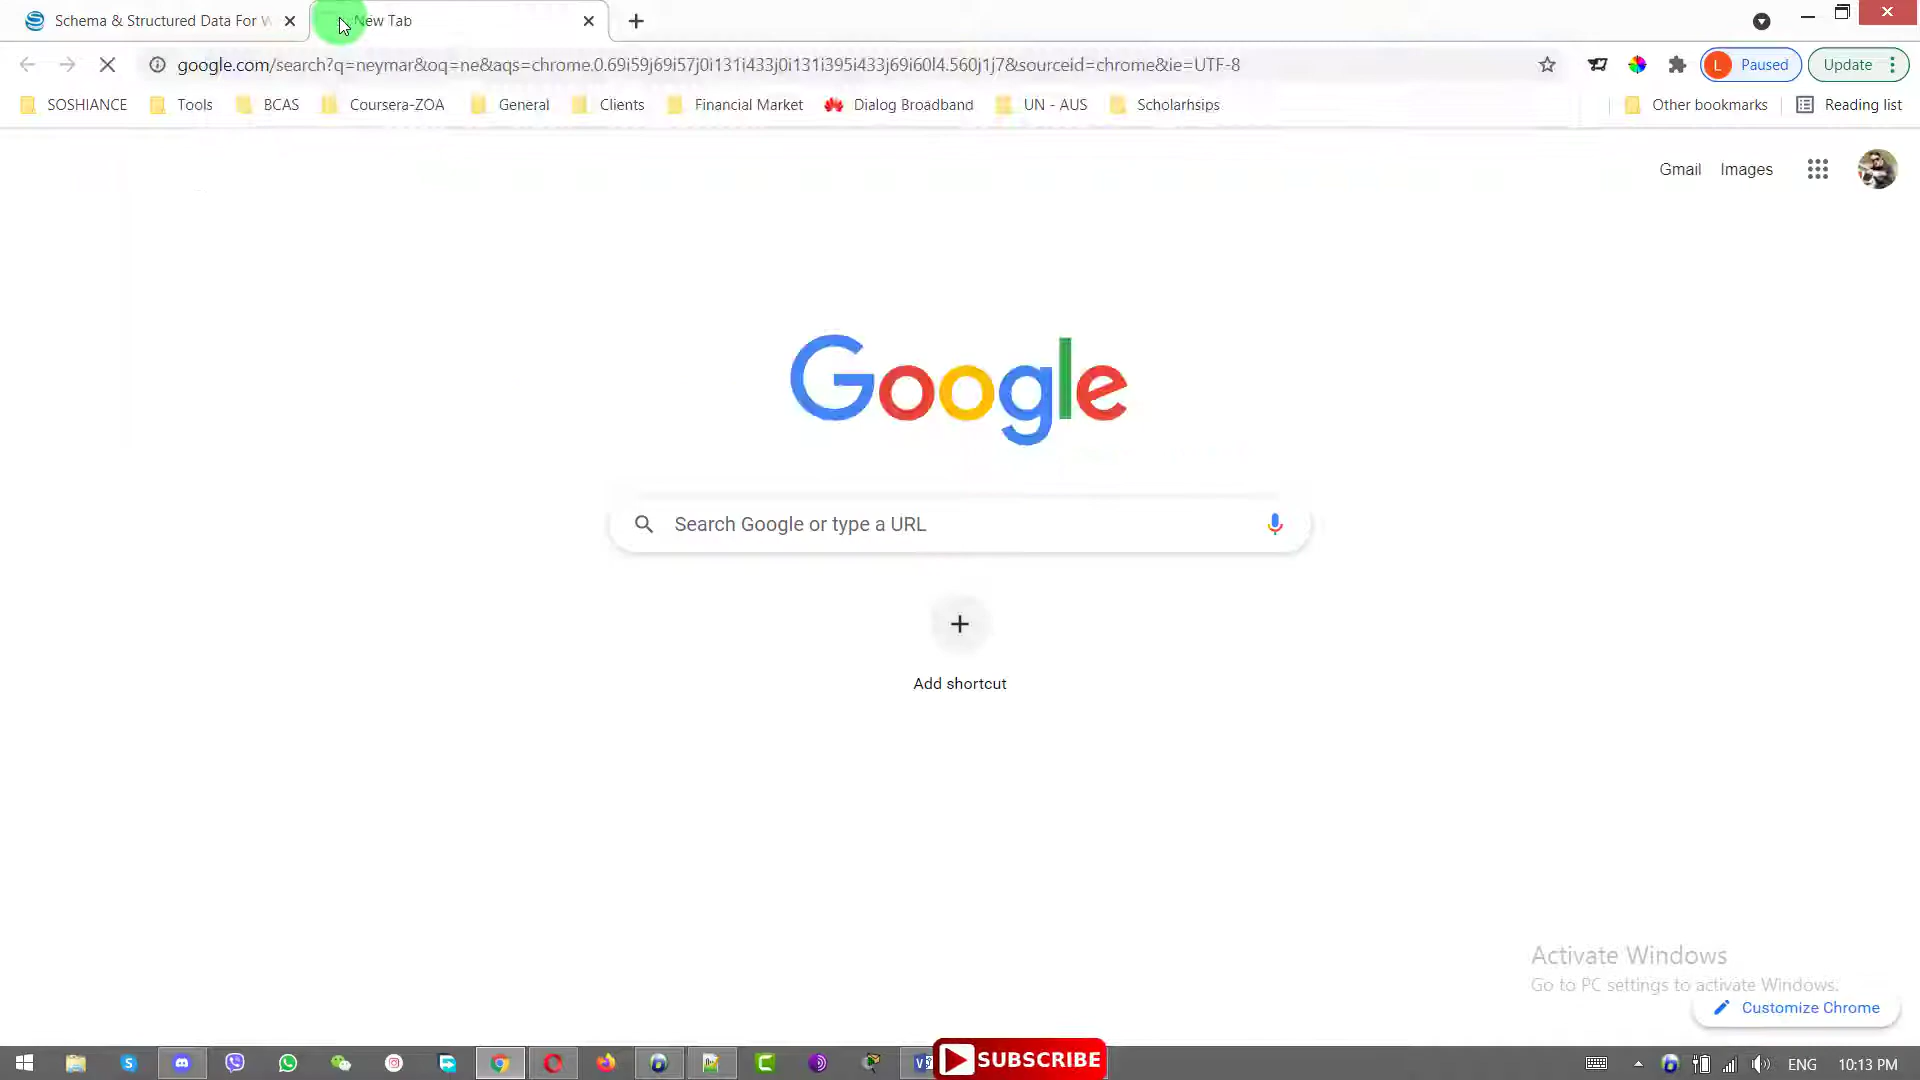 Schema & Structured Data For W
New Tab
google.com/search?q=neymar&oq=ne&aqs=chrome.0.69i59j69i57j0i131i433j0i131i395i433j69i60l4.560j1j7&sourceid=chrome&ie=UTF-8
L Paused
Update
SOSHIANCE Tools BCAS Coursera-ZOA General Clients Financial Market Dialog Broadband UN - AUS Scholarhsips Other bookmarks Reading list
Gmail Images
Google
Search Google or type a URL
Add shortcut
Activate Windows
Go to PC settings to activate Windows.
Customize Chrome
SUBSCRIBE
ENG 10:13 PM